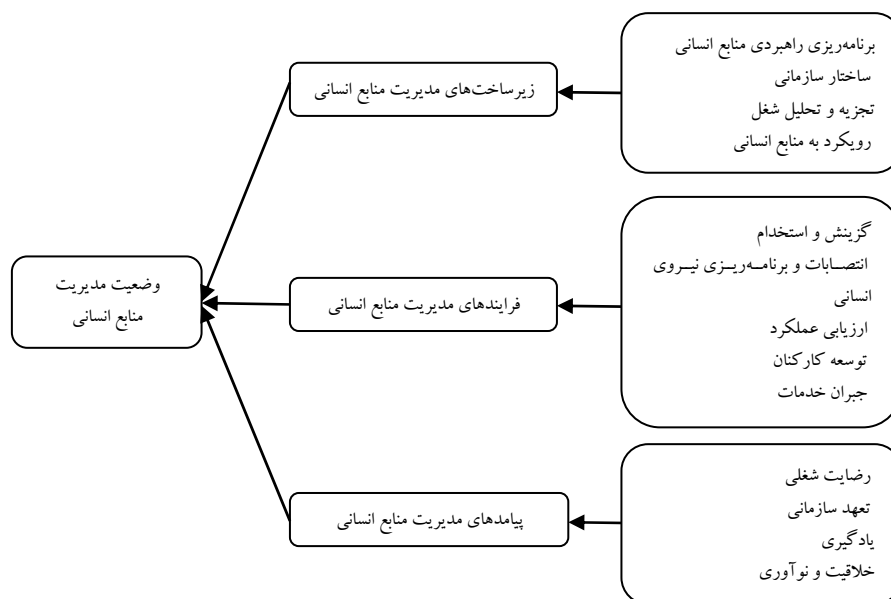 برنامه‌ریزی راهبردی منابع انسانی
ساختار سازمانی
تجزیه و تحلیل شغل
رویکرد به منابع انسانی
زیرساخت‌های مدیریت منابع انسانی
گزینش و استخدام
انتصابات و برنامه‌ریزی نیروی
انسانی
ارزیابی عملکرد
توسعه کارکنان
جبران خدمات
فرایندهای مدیریت منابع انسانی
وضعیت مدیریت
منابع انسانی
رضایت شغلی
تعهد سازمانی
یادگیری
خلاقیت و نوآوری
پیامدهای مدیریت منابع انسانی